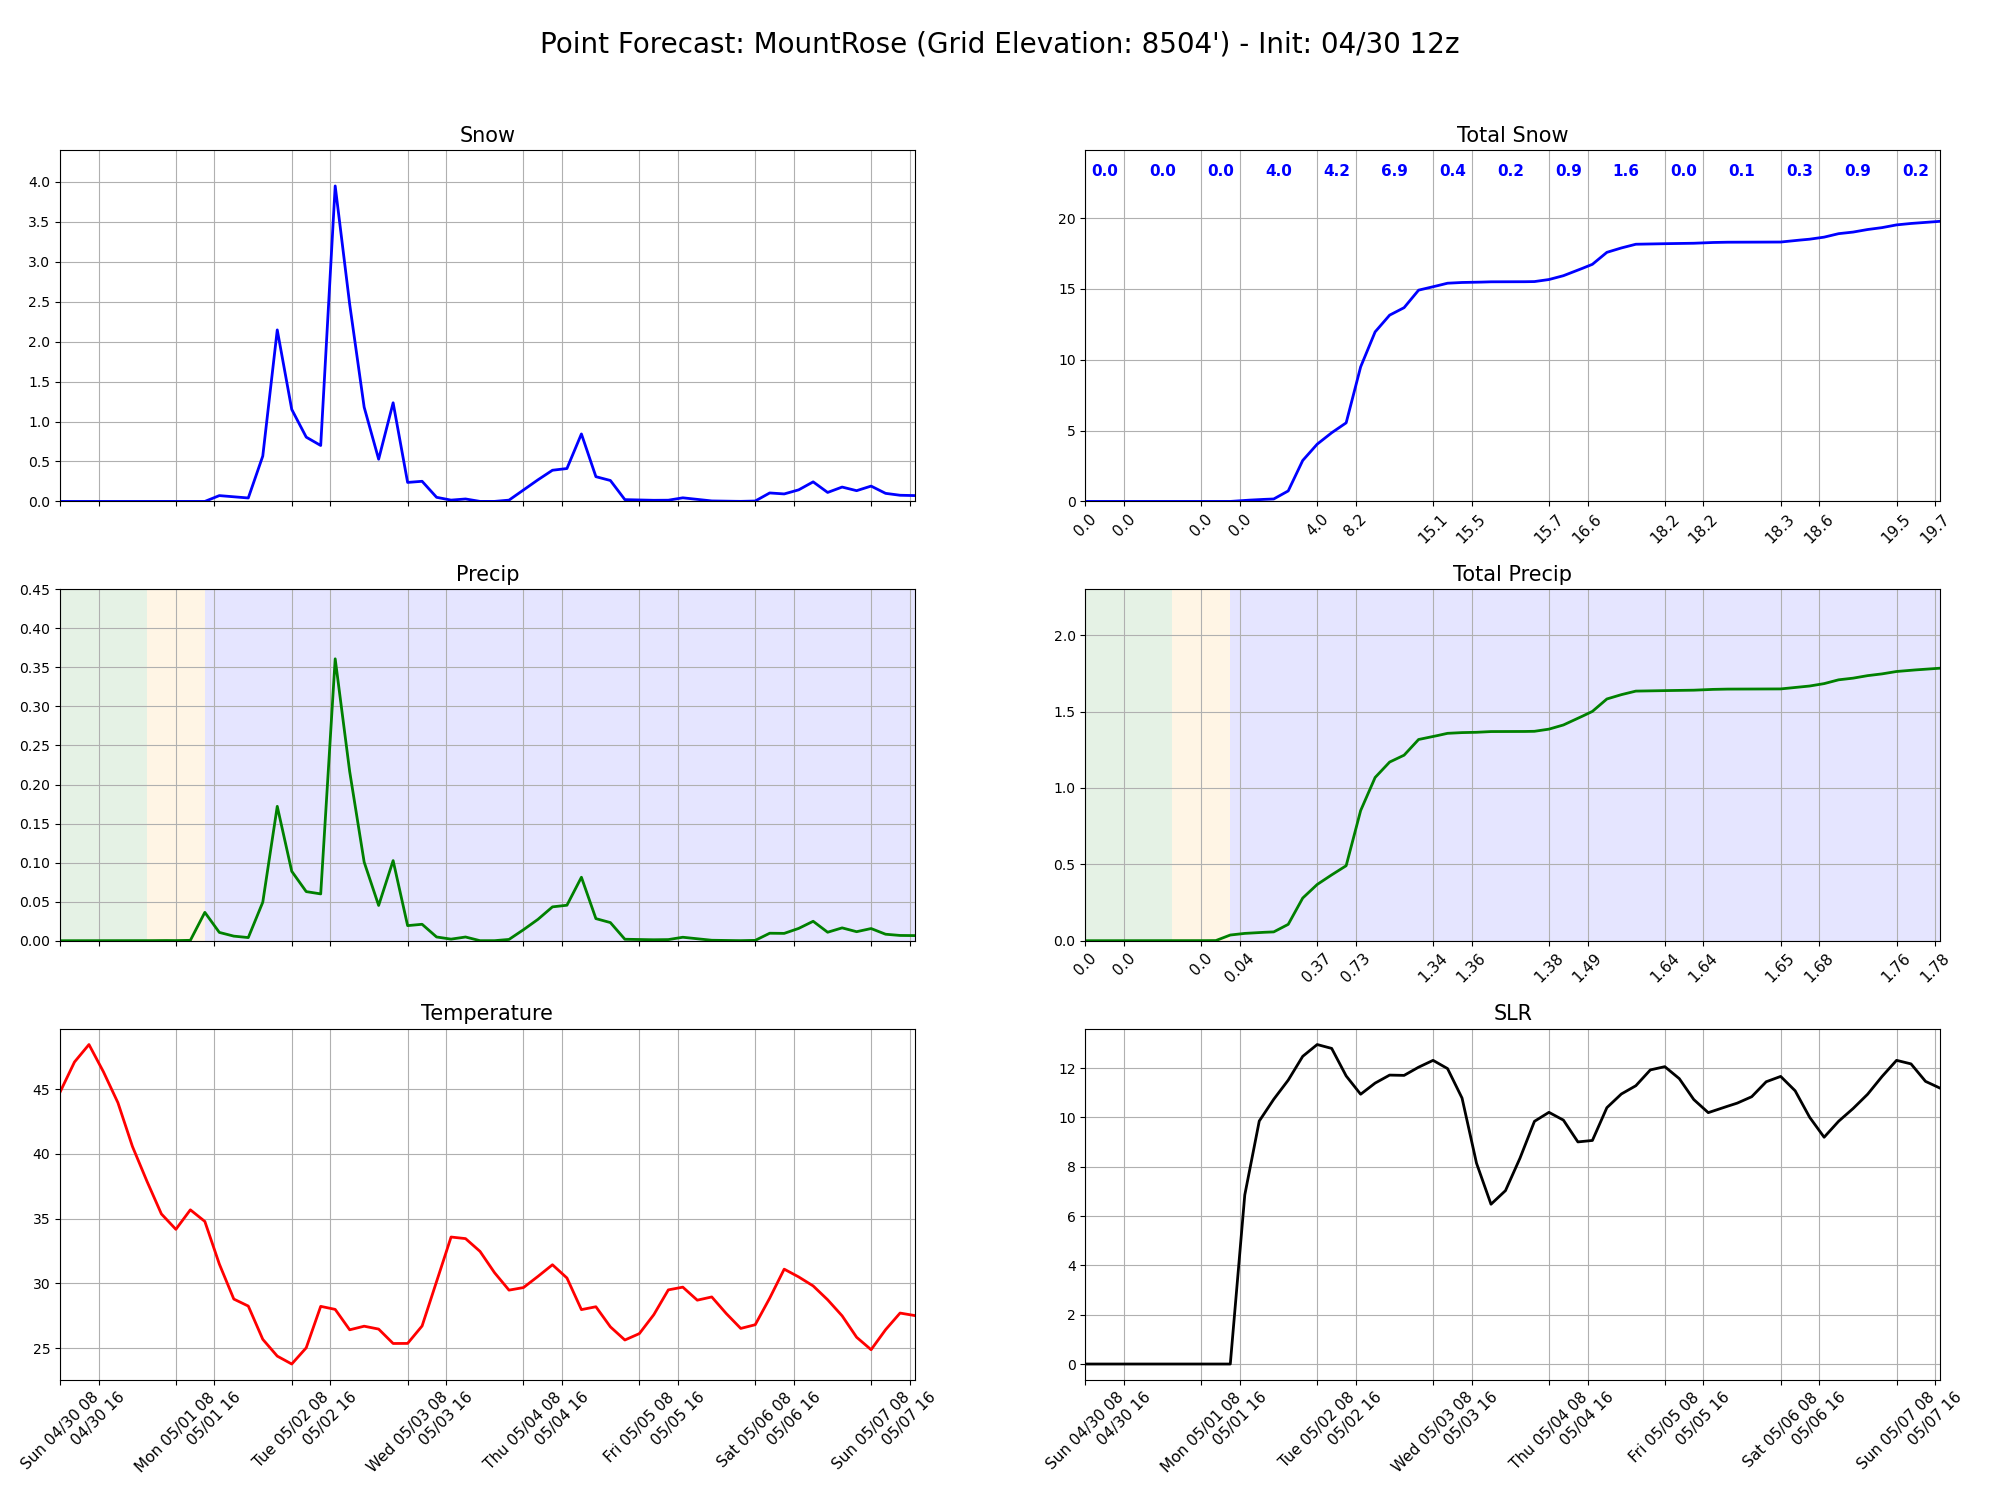 Point Forecast: MountRose (Grid Elevation: 8504') - Init: 04/30 12z
Snow
4.0
3.5
3.0
2.5
2.0
1.5
1.0
0.5
0.0
Total Snow
0.0 0.0 0.0 4.0 4.2 6.9 0.4 0.2 0.9 1.6 0.0 0.1 0.3 0.9 0.2
20
15
10
5
0
0.0 0.0 0.0 0.0 4.0 8.2 15.1 15.5 15.7 16.6 18.2 18.2 18.3 18.6 19.5 19.7
Precip
0.45
0.40
0.35
0.30
0.25
0.20
0.15
0.10
0.05
0.00
Total Precip
2.0
1.5
1.0
0.5
0.0
0.0 0.0 0.0 0.04 0.37 0.73 1.34 1.36 1.38 1.49 1.64 1.64 1.65 1.68 1.76 1.78
Temperature
45
40
35
30
25
Sun 04/30 08
04/30 16
Mon 05/01 08
05/01 16
Tue 05/02 08
05/02 16
Wed 05/03 08
05/03 16
Thu 05/04 08
05/04 16
Fri 05/05 08
05/05 16
Sat 05/06 08
05/06 16
Sun 05/07 08
05/07 16
SLR
12
10
8
6
4
2
0
Sun 04/30 08
04/30 16
Mon 05/01 08
05/01 16
Tue 05/02 08
05/02 16
Wed 05/03 08
05/03 16
Thu 05/04 08
05/04 16
Fri 05/05 08
05/05 16
Sat 05/06 08
05/06 16
Sun 05/07 08
05/07 16